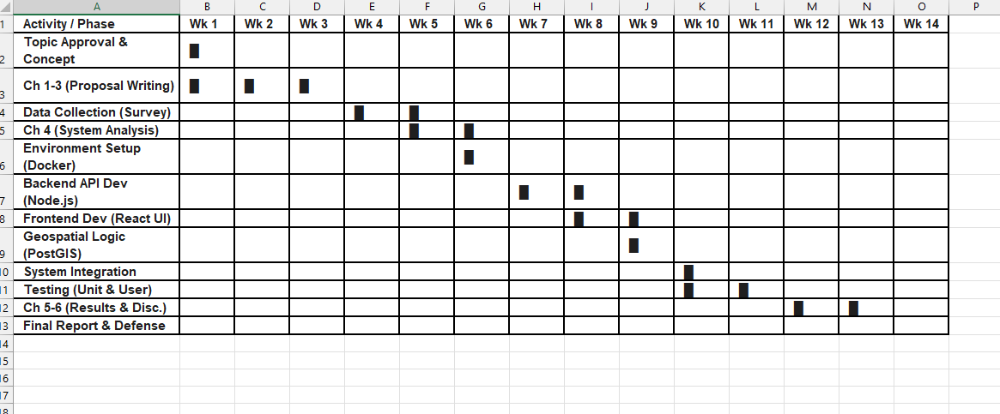 A B C D E F G H I J K L M N O P
1 Activity / Phase Wk 1 Wk 2 Wk 3 Wk 4 Wk 5 Wk 6 Wk 7 Wk 8 Wk 9 Wk 10 Wk 11 Wk 12 Wk 13 Wk 14
Topic Approval &
2 Concept █
3 Ch 1-3 (Proposal Writing) █ █ █
4 Data Collection (Survey) █ █
5 Ch 4 (System Analysis) █ █
Environment Setup
6 (Docker) █
Backend API Dev
7 (Node.js) █ █
8 Frontend Dev (React UI) █ █
Geospatial Logic
9 (PostGIS) █
10 System Integration █
11 Testing (Unit & User) █ █
12 Ch 5-6 (Results & Disc.) █ █
13 Final Report & Defense
14
15
16
17
18